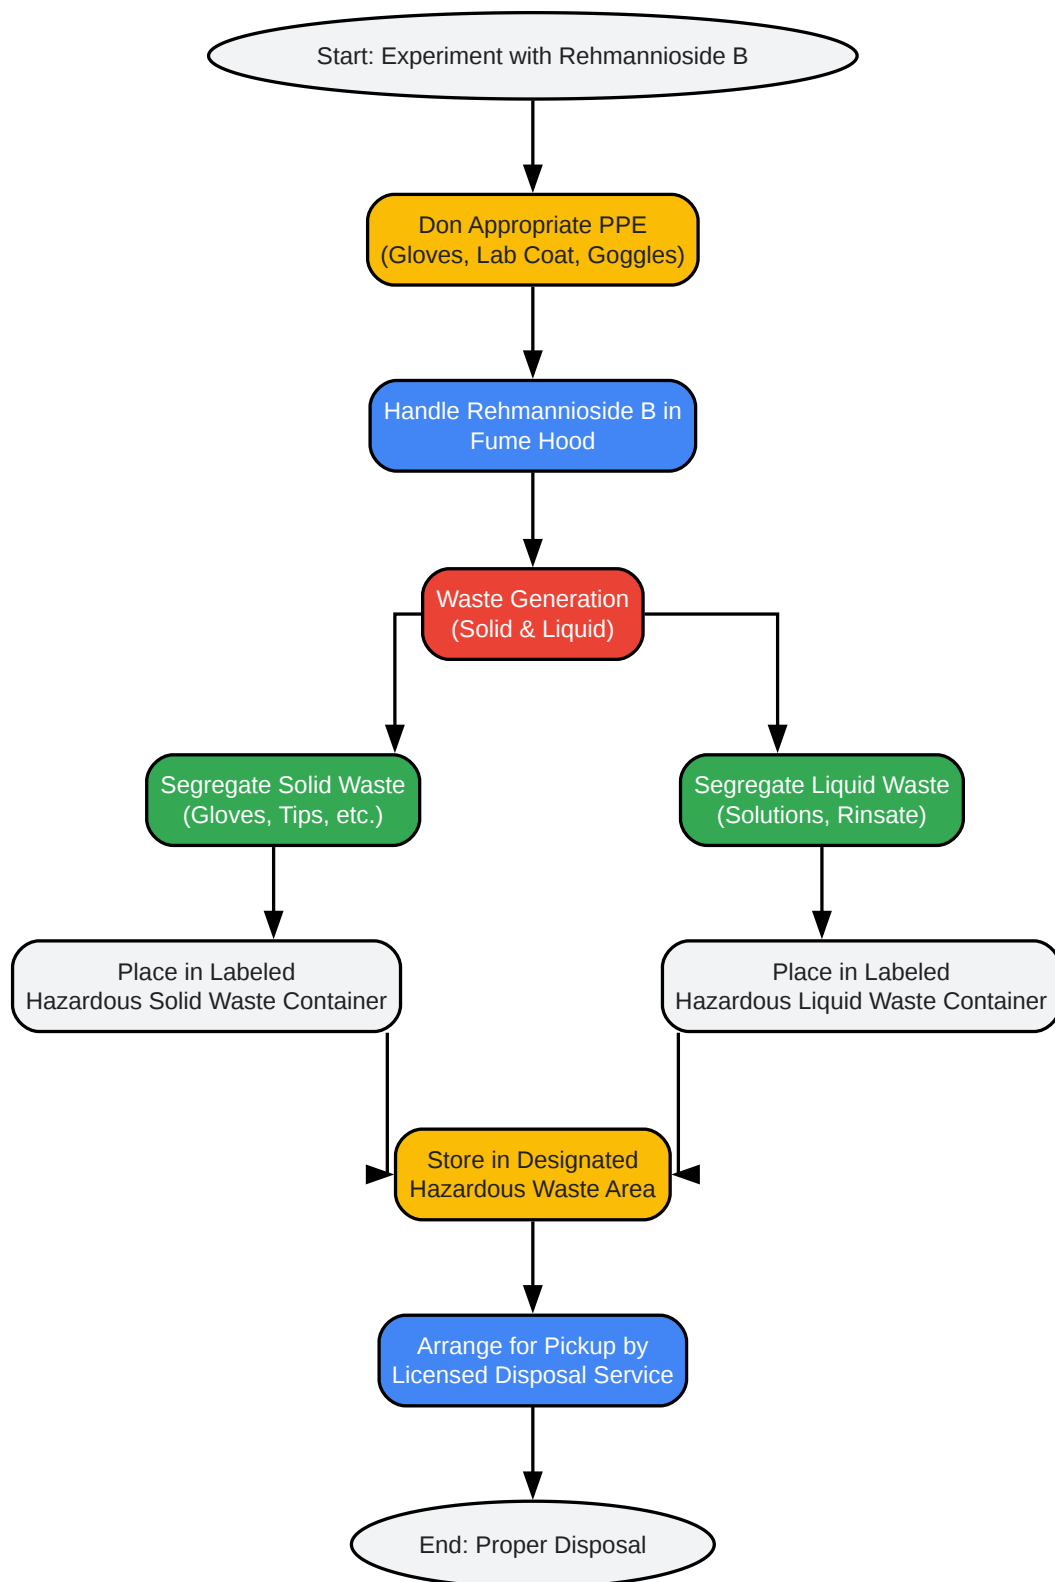 Start: Experiment with Rehmannioside B
Don Appropriate PPE
(Gloves, Lab Coat, Goggles)
Handle Rehmannioside B in
Fume Hood
Waste Generation
(Solid & Liquid)
Segregate Solid Waste
(Gloves, Tips, etc.)
Segregate Liquid Waste
(Solutions, Rinsate)
Place in Labeled
Hazardous Solid Waste Container
Place in Labeled
Hazardous Liquid Waste Container
Store in Designated
Hazardous Waste Area
Arrange for Pickup by
Licensed Disposal Service
End: Proper Disposal